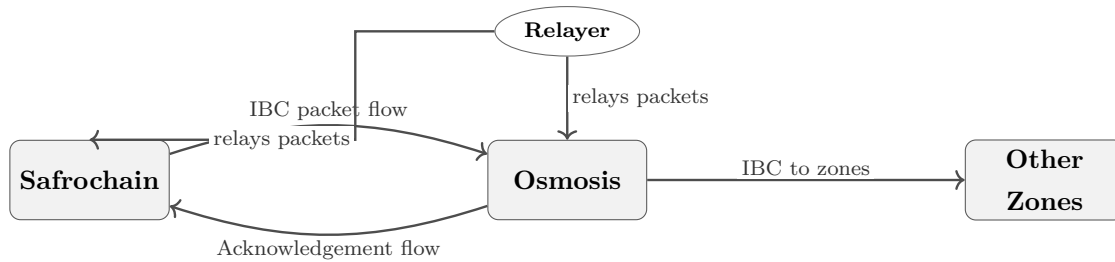 Relayer
relays packets
IBC packet flow
relays packets
Safrochain
Osmosis
IBC to zones
Other
Zones
Acknowledgement flow